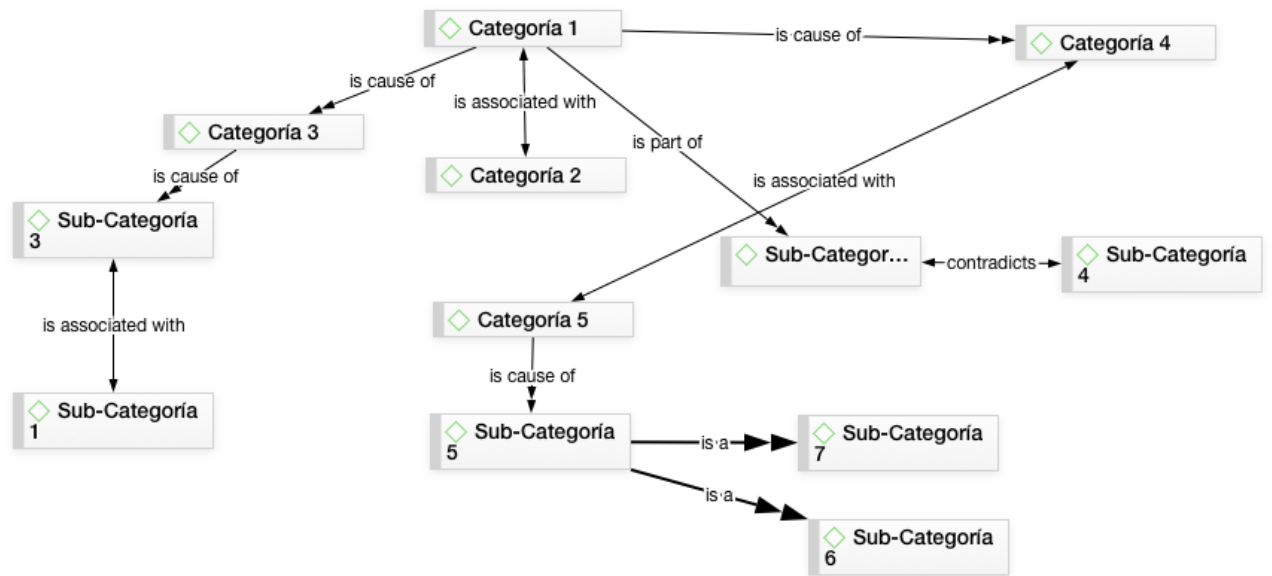 Categoría 1
is cause of
Categoría 4
is cause of
is associated with
Categoría 3
is part of
Categoría 2
is cause of
is associated with
Sub-Categoría
3
Sub-Categor...
contradicts
Sub-Categoría
4
is associated with
Categoría 5
is cause of
Sub-Categoría
1
Sub-Categoría
5
is a
Sub-Categoría
7
is a
Sub-Categoría
6